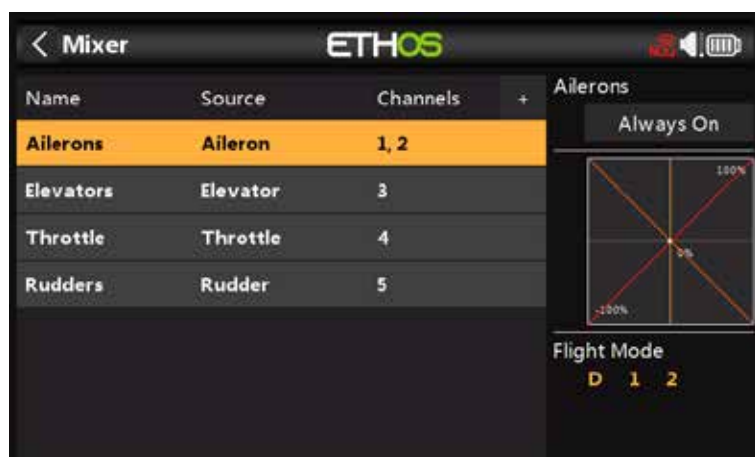 < Mixer
ETHOS
Name Source Channels +
Ailerons Aileron 1, 2
Elevators Elevator 3
Throttle Throttle 4
Rudders Rudder 5
Ailerons
Always On
100%
0%
-100%
Flight Mode
D 1 2